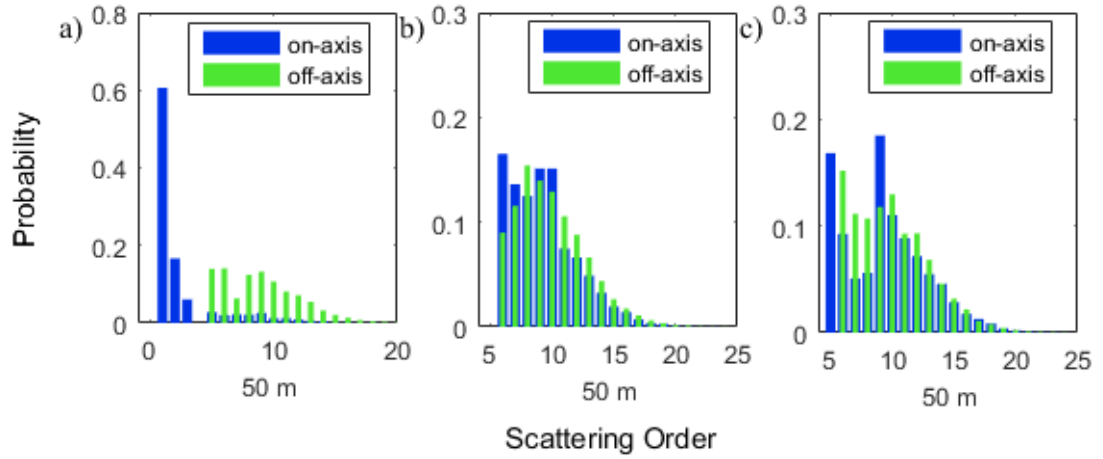 a)
0.8
0.6
0.4
0.2
0
Probability
on-axis
off-axis
0 10 20
50 m
b)
0.3
0.2
0.1
0
on-axis
off-axis
5 10 15 20 25
50 m
c)
0.3
0.2
0.1
0
on-axis
off-axis
5 10 15 20 25
50 m
Scattering Order